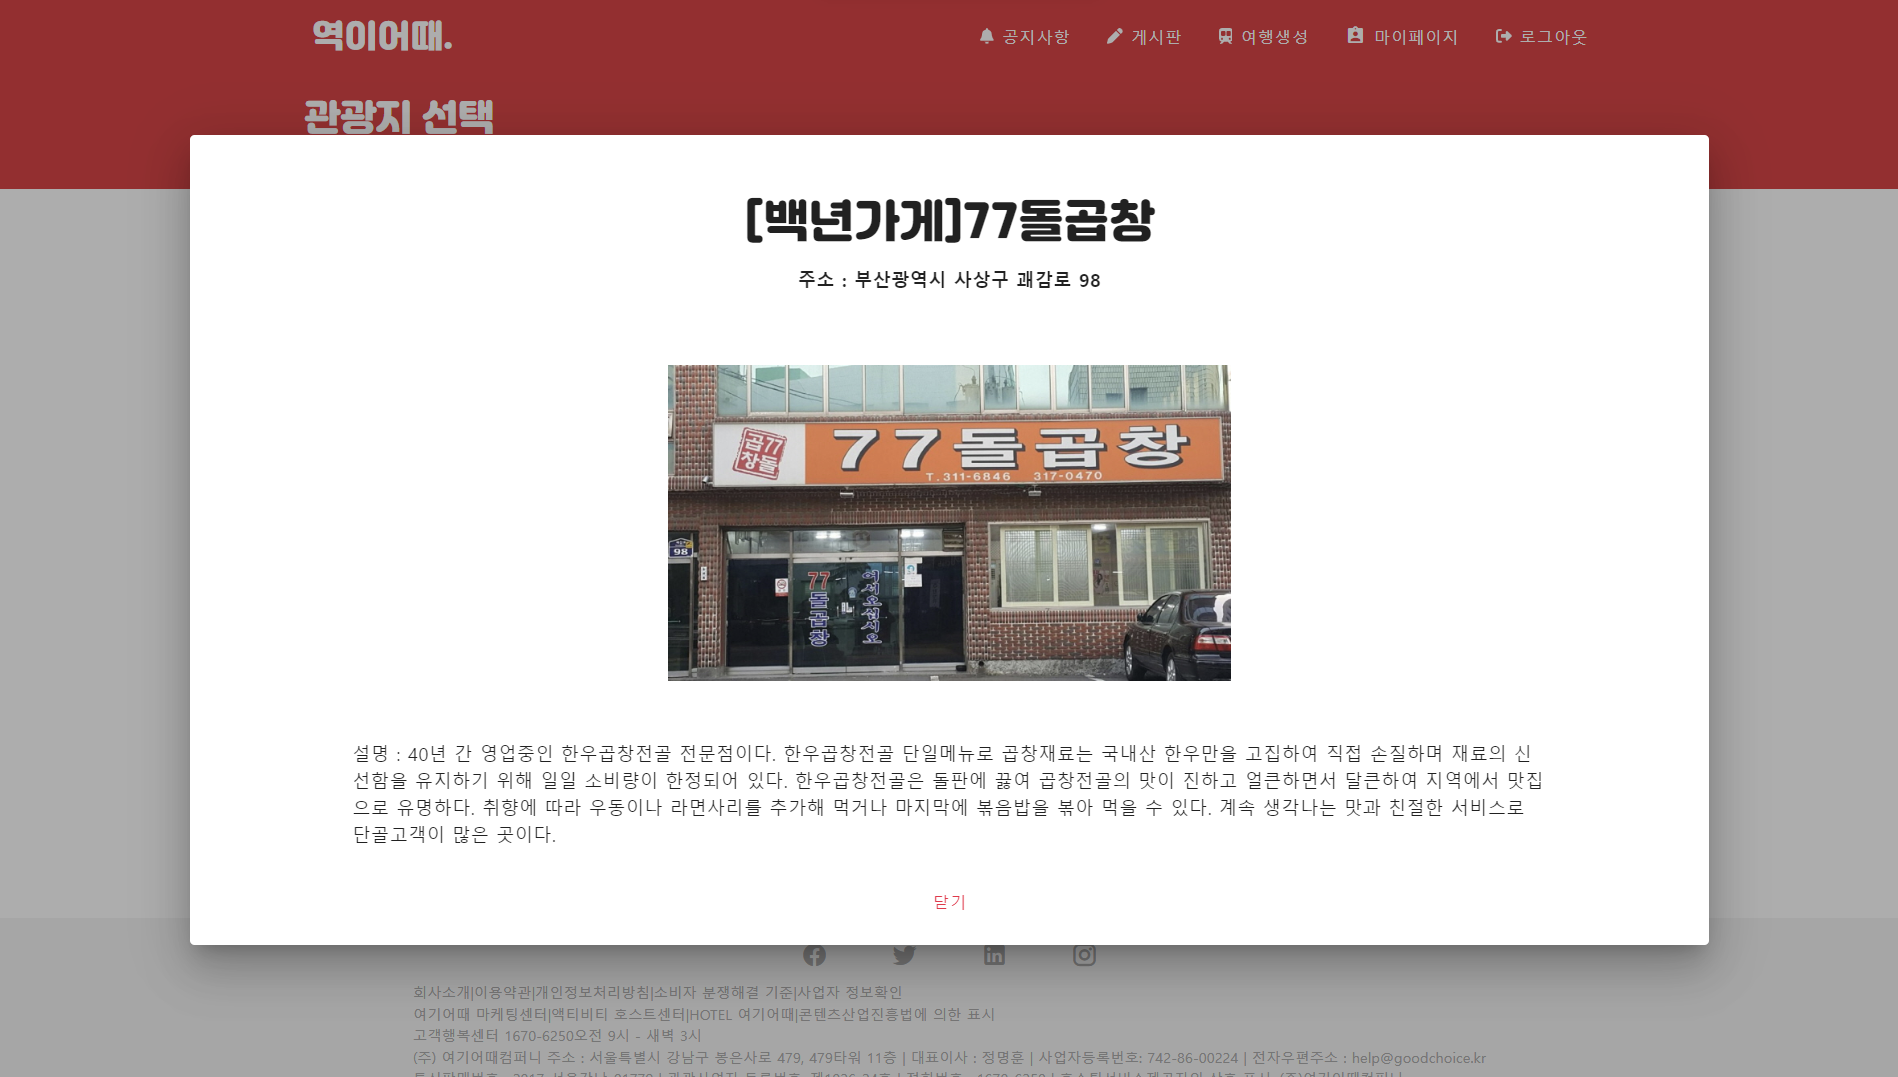 역이어때.
공지사항
게시판
여행생성
마이페이지
로그아웃
관광지 선택
[백년가게]77돌곱창
주소 : 부산광역시 사상구 괘감로 98
곱77
창돌
77돌곱창
T.311-6846 317-0470
98
77
돌곱창
어서오십시요
설명 : 40년 간 영업중인 한우곱창전골 전문점이다. 한우곱창전골 단일메뉴로 곱창재료는 국내산 한우만을 고집하여 직접 손질하며 재료의 신
선함을 유지하기 위해 일일 소비량이 한정되어 있다. 한우곱창전골은 돌판에 끓여 곱창전골의 맛이 진하고 얼큰하면서 달큰하여 지역에서 맛집
으로 유명하다. 취향에 따라 우동이나 라면사리를 추가해 먹거나 마지막에 볶음밥을 볶아 먹을 수 있다. 계속 생각나는 맛과 친절한 서비스로
단골고객이 많은 곳이다.
닫기
회사소개|이용약관|개인정보처리방침|소비자 분쟁해결 기준|사업자 정보확인
여기어때 마케팅센터|액티비티 호스트센터|HOTEL 여기어때|콘텐츠산업진흥법에 의한 표시
고객행복센터 1670-6250오전 9시 - 새벽 3시
(주) 여기어때컴퍼니 주소 : 서울특별시 강남구 봉은사로 479, 479타워 11층 | 대표이사 : 정명훈 | 사업자등록번호: 742-86-00224 | 전자우편주소 : help@goodchoice.kr